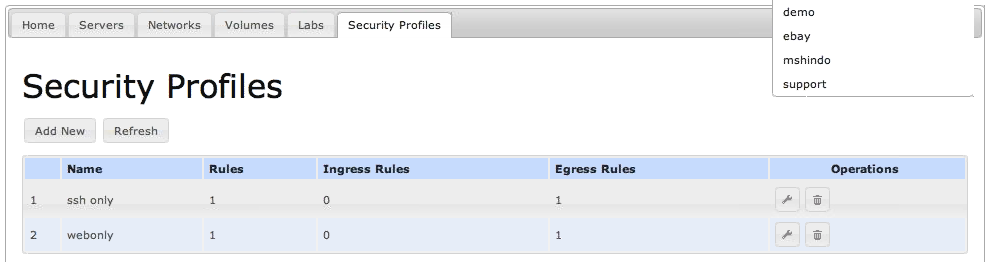 Home Servers Networks Volumes Labs Security Profiles
demo
ebay
mshindo
support
Security Profiles
Add New Refresh
Name Rules Ingress Rules Egress Rules Operations
1 ssh only 1 0 1
2 webonly 1 0 1